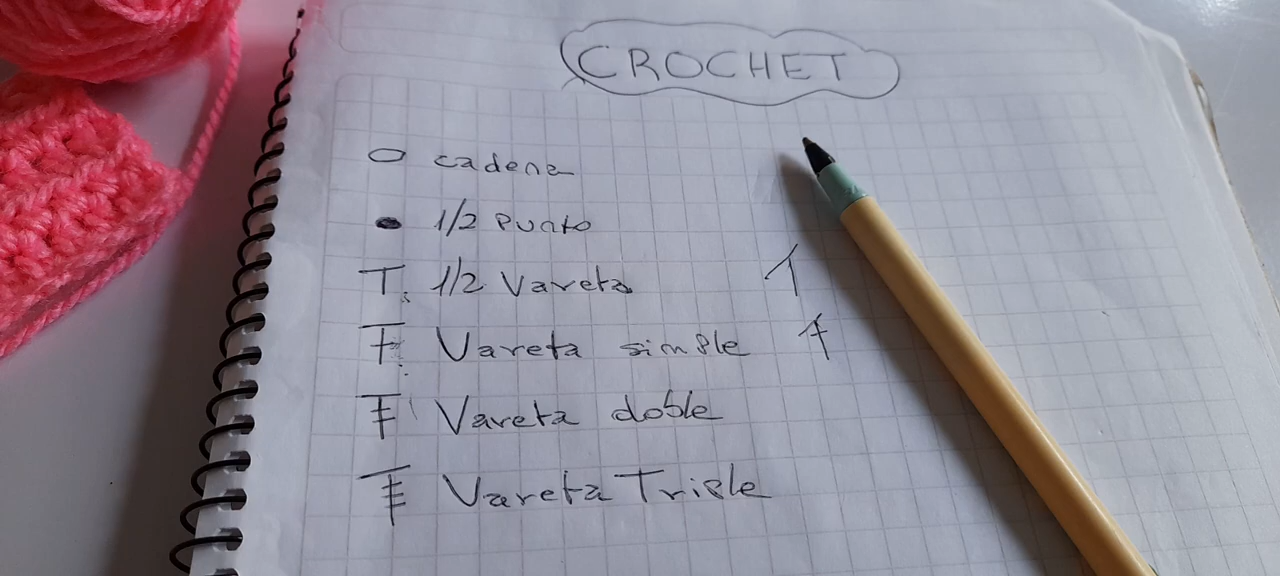 CROCHET
cadena
1/2 Punto
1/2 Vareta
Vareta simple
Vareta doble
Vareta Triple